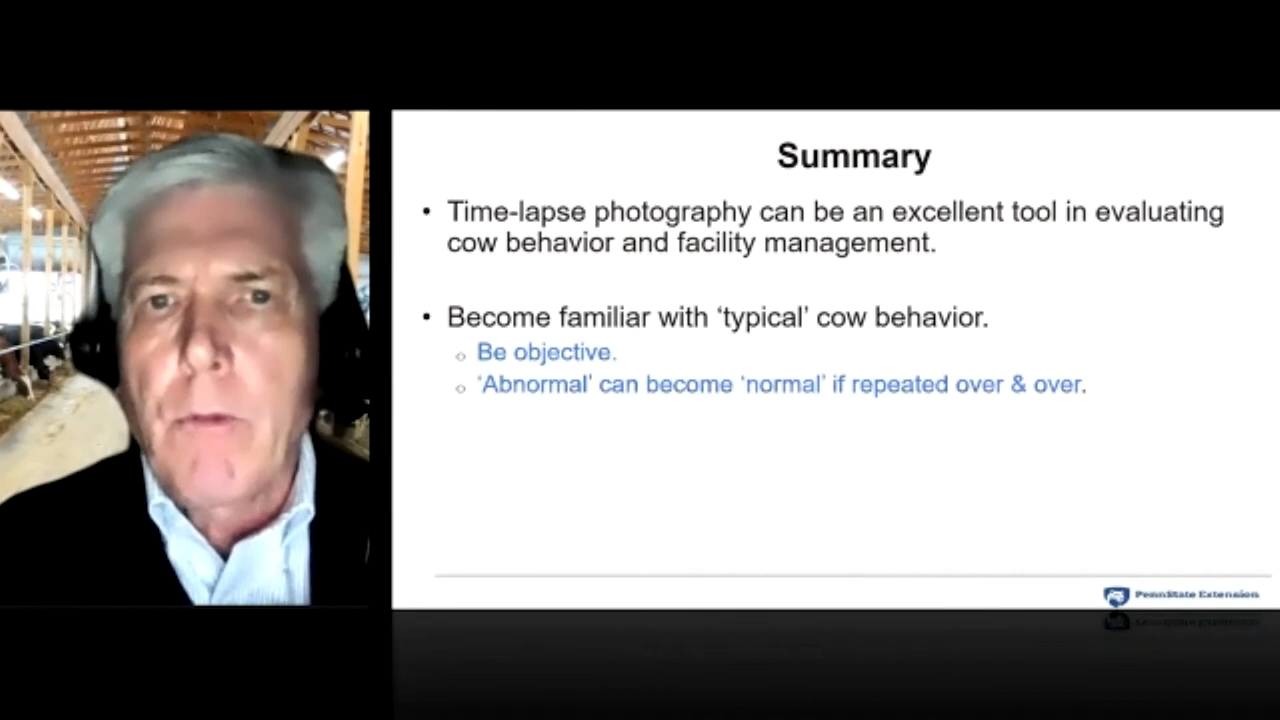 Summary
• Time-lapse photography can be an excellent tool in evaluating
cow behavior and facility management.
• Become familiar with ‘typical’ cow behavior.
○ Be objective.
○ ‘Abnormal’ can become ‘normal’ if repeated over & over.
PennState Extension